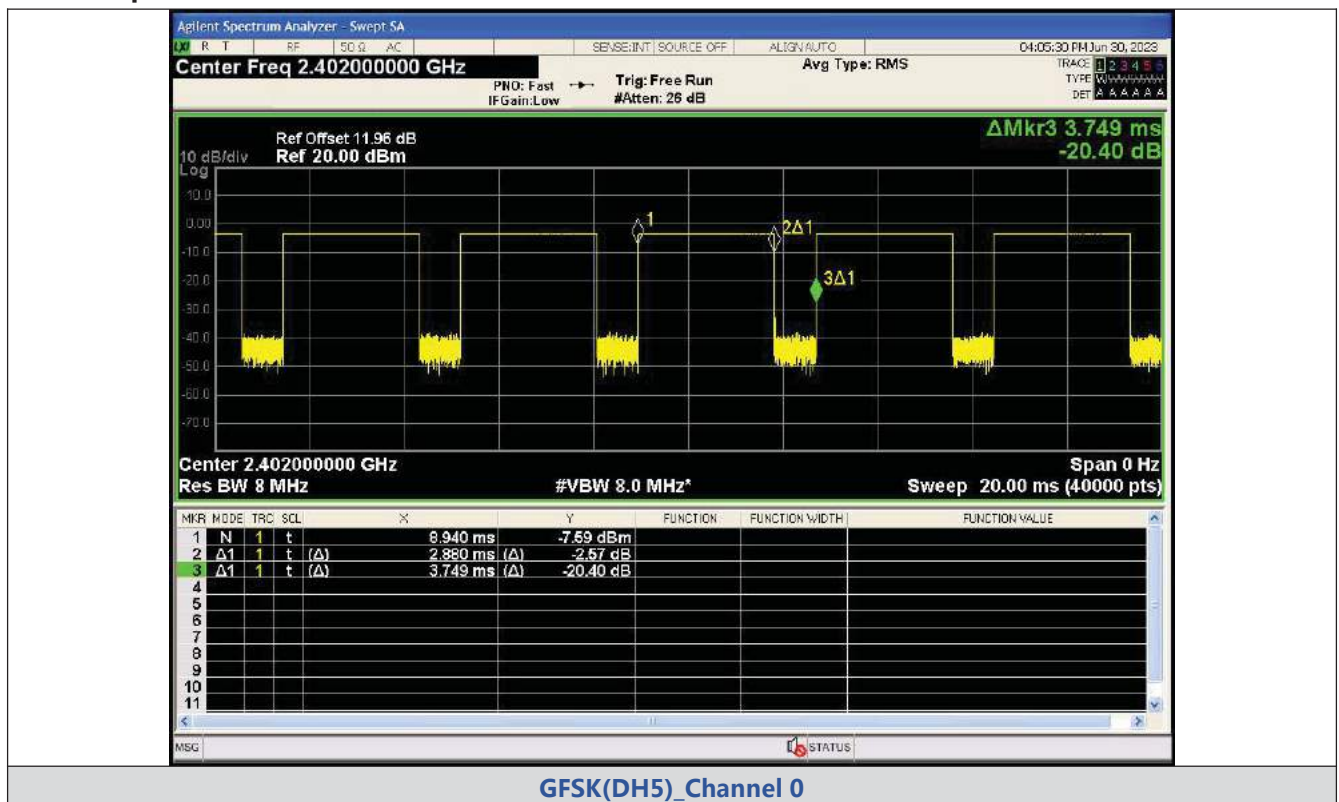 Agilent Spectrum Analyzer - Swept SA
LXI R T RF 50 Ω AC SENSE:INT SOURCE OFF ALIGN AUTO 04:05:30 PM Jun 30, 2023
Center Freq 2.402000000 GHz Avg Type: RMS TRACE 1 2 3 4 5 6
PNO: Fast Trig: Free Run TYPE
IFGain:Low #Atten: 26 dB DET A A A A A A
ΔMkr3 3.749 ms
-20.40 dB
Ref Offset 11.96 dB
10 dB/div Ref 20.00 dBm
Log
10.0
0.00
-10.0
-20.0
-30.0
-40.0
-50.0
-60.0
-70.0
1
2Δ1
3Δ1
Center 2.402000000 GHz Span 0 Hz
Res BW 8 MHz #VBW 8.0 MHz* Sweep 20.00 ms (40000 pts)
MKR MODE TRC SCL X Y FUNCTION FUNCTION WIDTH FUNCTION VALUE
1 N 1 t 8.940 ms -7.59 dBm
2 Δ1 1 t (Δ) 2.880 ms (Δ) -2.57 dB
3 Δ1 1 t (Δ) 3.749 ms (Δ) -20.40 dB
4
5
6
7
8
9
10
11
MSG STATUS
GFSK(DH5)_Channel 0